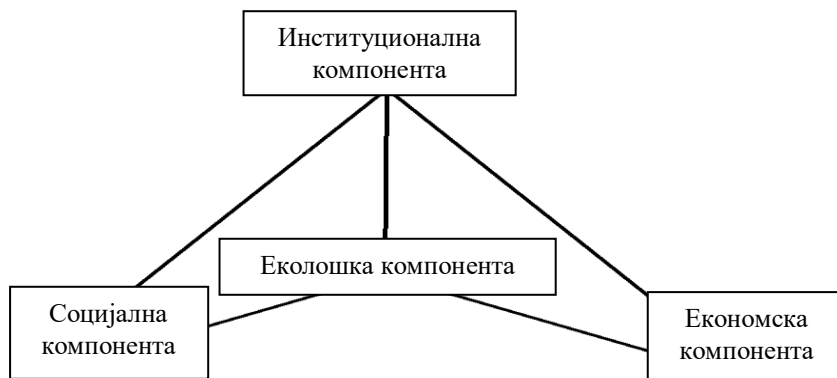 Институционална
компонента
Еколошка компонента
Социјална
компонента
Економска
компонента